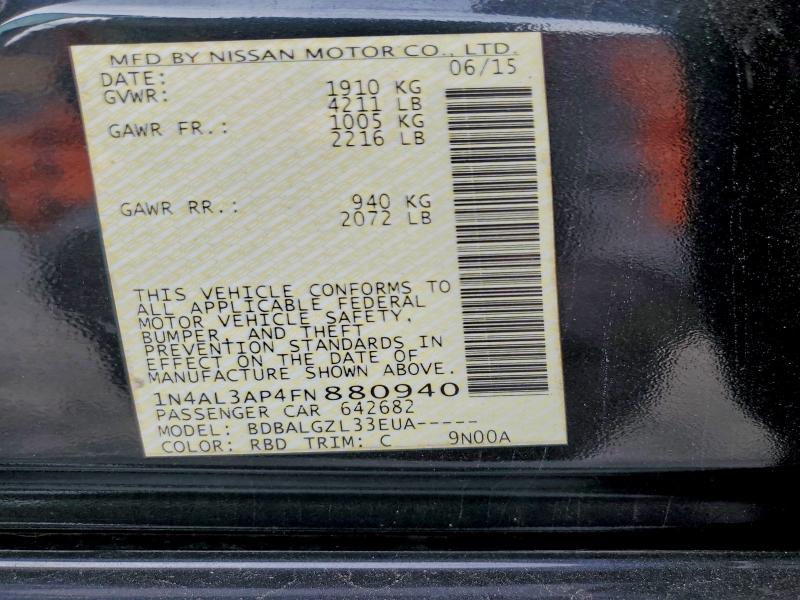 MFD BY NISSAN MOTOR CO., LTD.
DATE: 06/15
GVWR: 1910 KG
4211 LB
GAWR FR.: 1005 KG
2216 LB
GAWR RR.: 940 KG
2072 LB
THIS VEHICLE CONFORMS TO
ALL APPLICABLE FEDERAL
MOTOR VEHICLE SAFETY,
BUMPER, AND THEFT
PREVENTION STANDARDS IN
EFFECT ON THE DATE OF
MANUFACTURE SHOWN ABOVE.
1N4AL3AP4FN880940
PASSENGER CAR 642682
MODEL: BDBALGZL33EUA-----
COLOR: RBD TRIM: C 9N00A